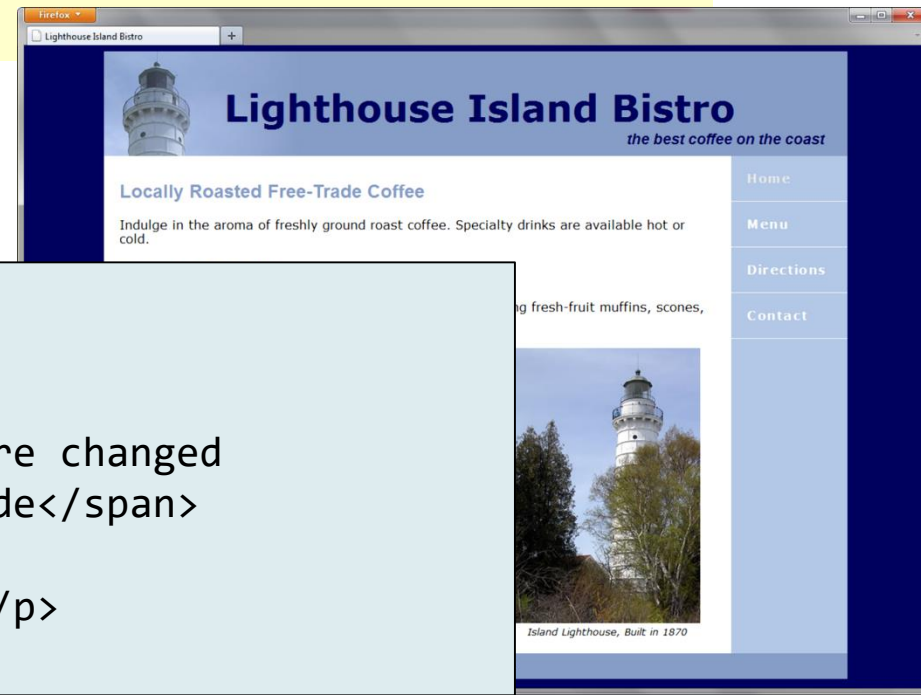 Firefox
Lighthouse Island Bistro
+
Lighthouse Island Bistro
the best coffee on the coast
Home
Locally Roasted Free-Trade Coffee
Indulge in the aroma of freshly ground roast coffee. Specialty drinks are available hot or
cold.
Menu
Directions
fresh-fruit muffins, scones,
Contact
changed
</span>
</p>
Island Lighthouse, Built in 1870